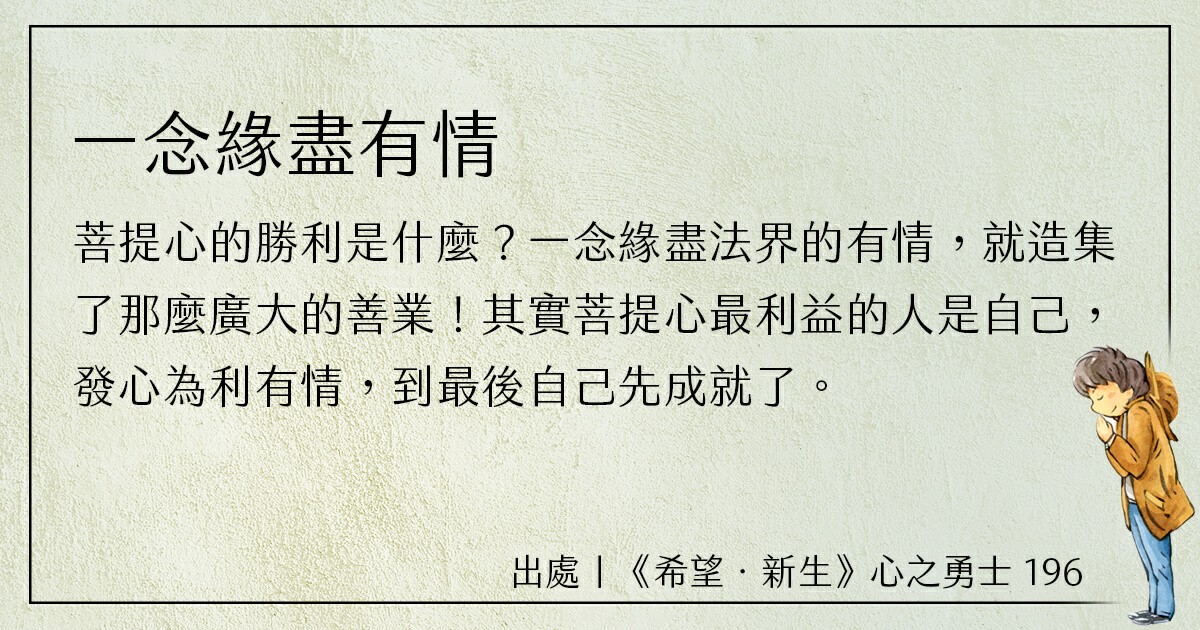 一念緣盡有情
菩提心的勝利是什麼？一念緣盡法界的有情，就造集
了那麼廣大的善業！其實菩提心最利益的人是自己，
發心為利有情，到最後自己先成就了。
出處｜《希望．新生》心之勇士 196